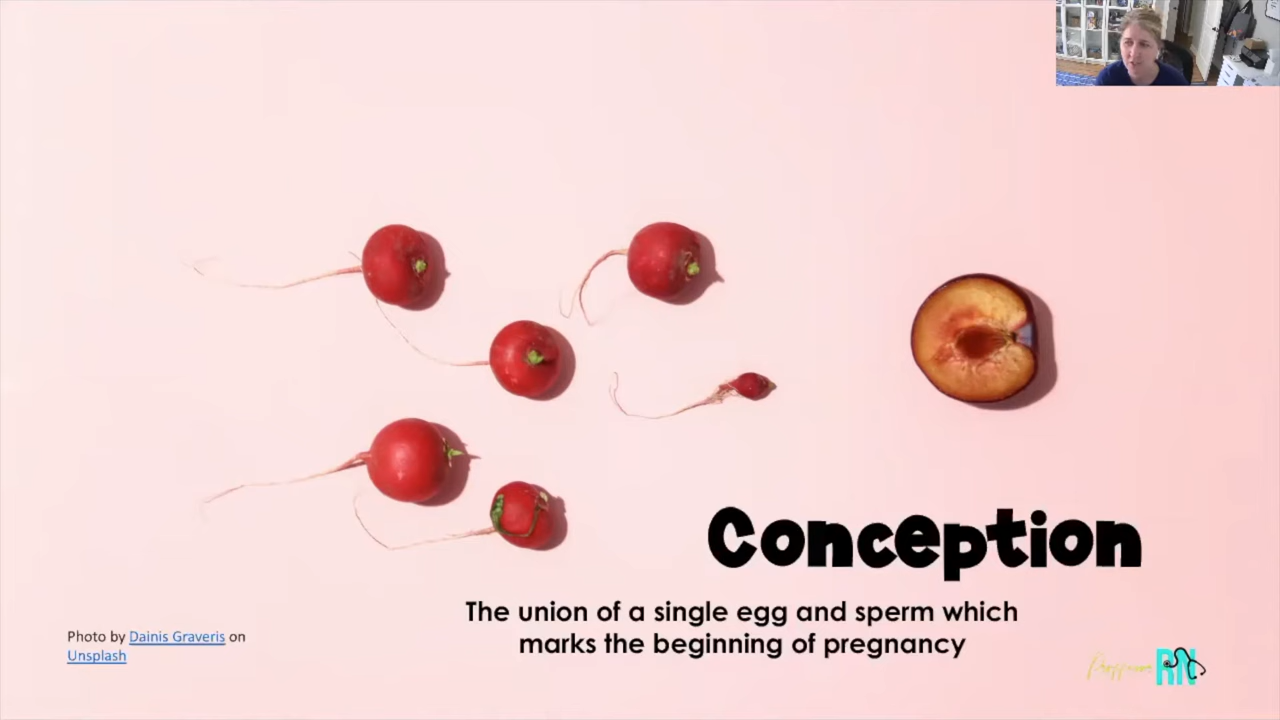 Conception
The union of a single egg and sperm which
marks the beginning of pregnancy
Photo by Dainis Graveris on
Unsplash
RN